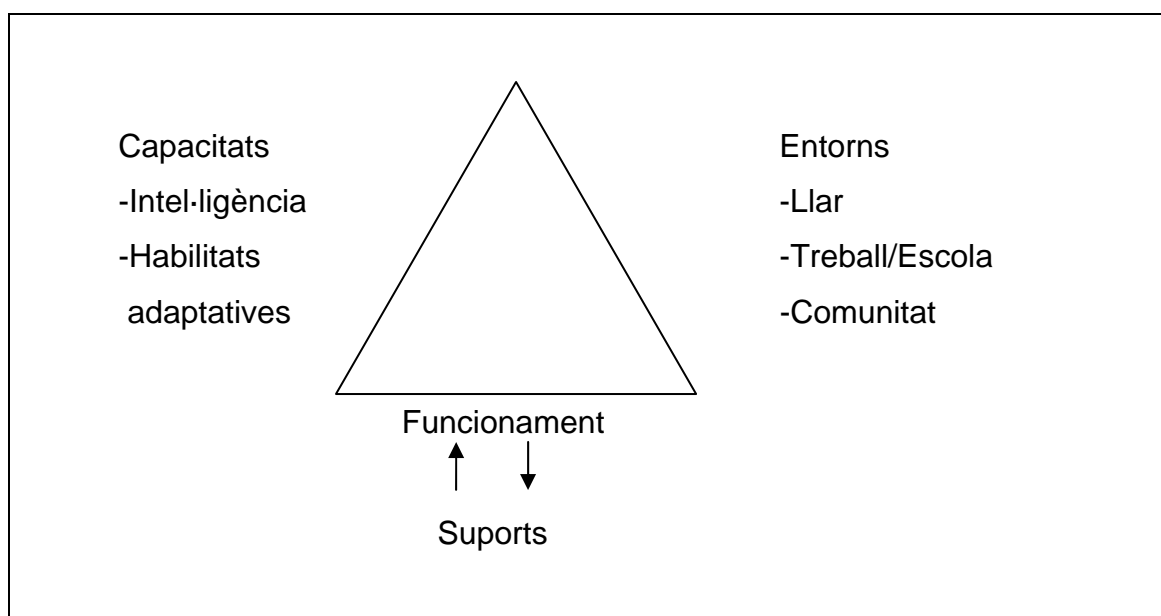 Capacitats
-Intel·ligència
-Habilitats
adaptatives
Entorns
-Llar
-Treball/Escola
-Comunitat
Funcionament
Suports